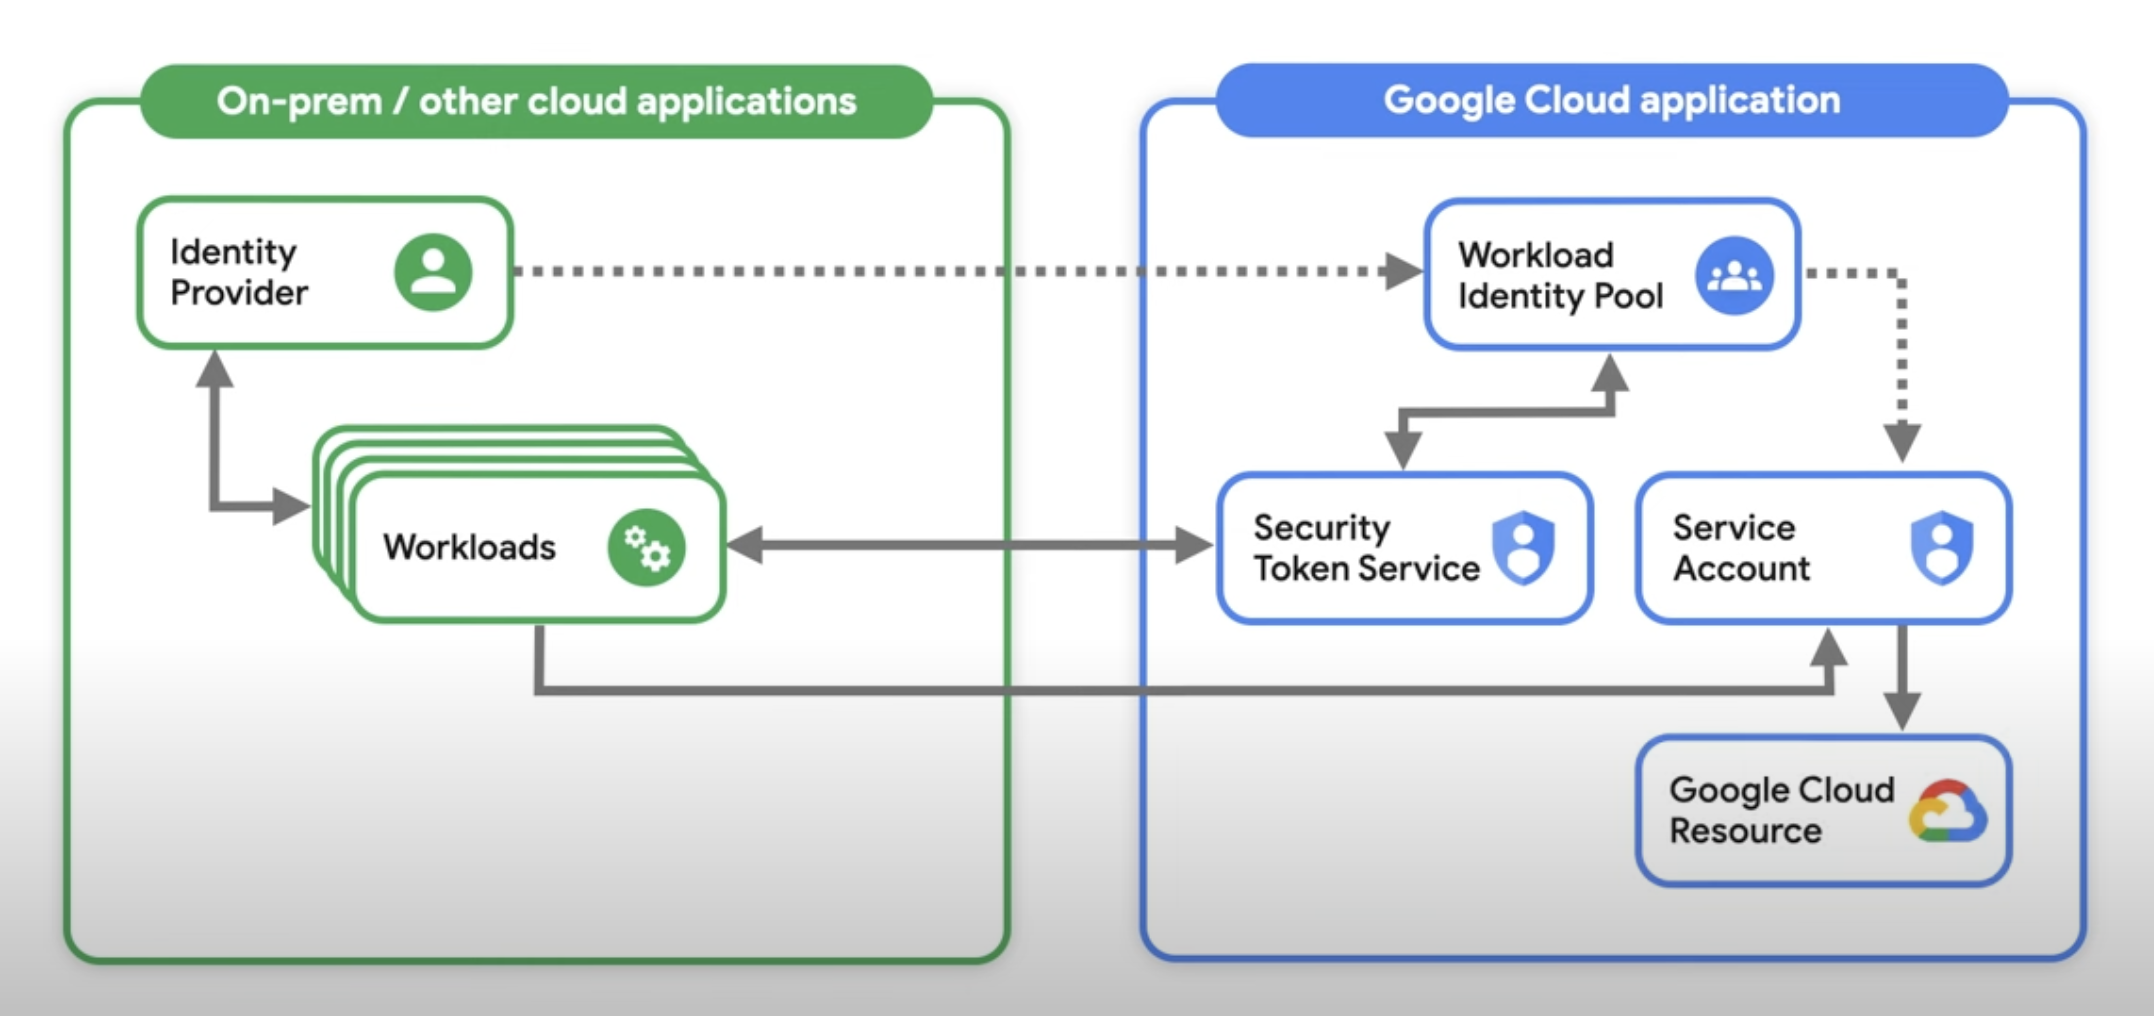 On-prem / other cloud applications
Google Cloud application
Identity
Provider
Workload
Identity Pool
Workloads
Security
Token Service
Service
Account
Google Cloud
Resource